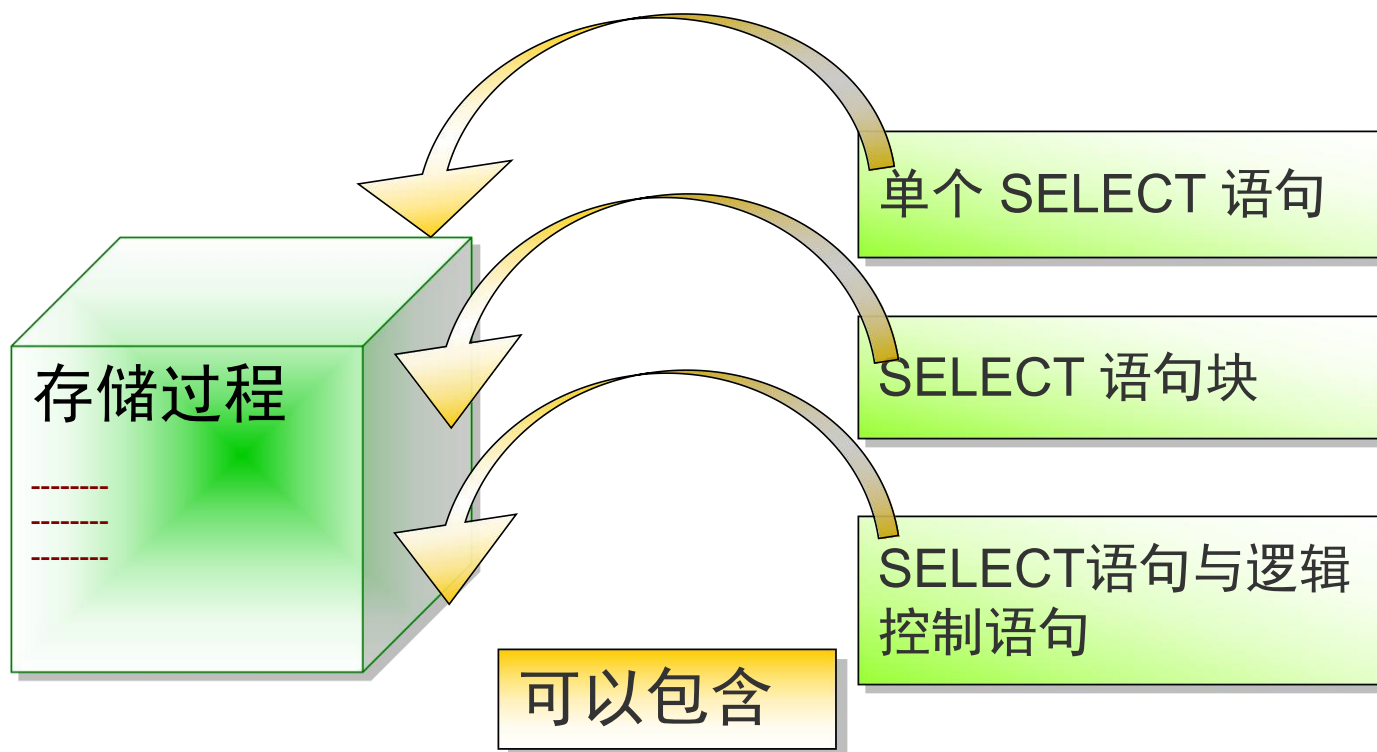 单个 SELECT 语句
存储过程
--------
--------
--------
SELECT 语句块
SELECT语句与逻辑
控制语句
可以包含